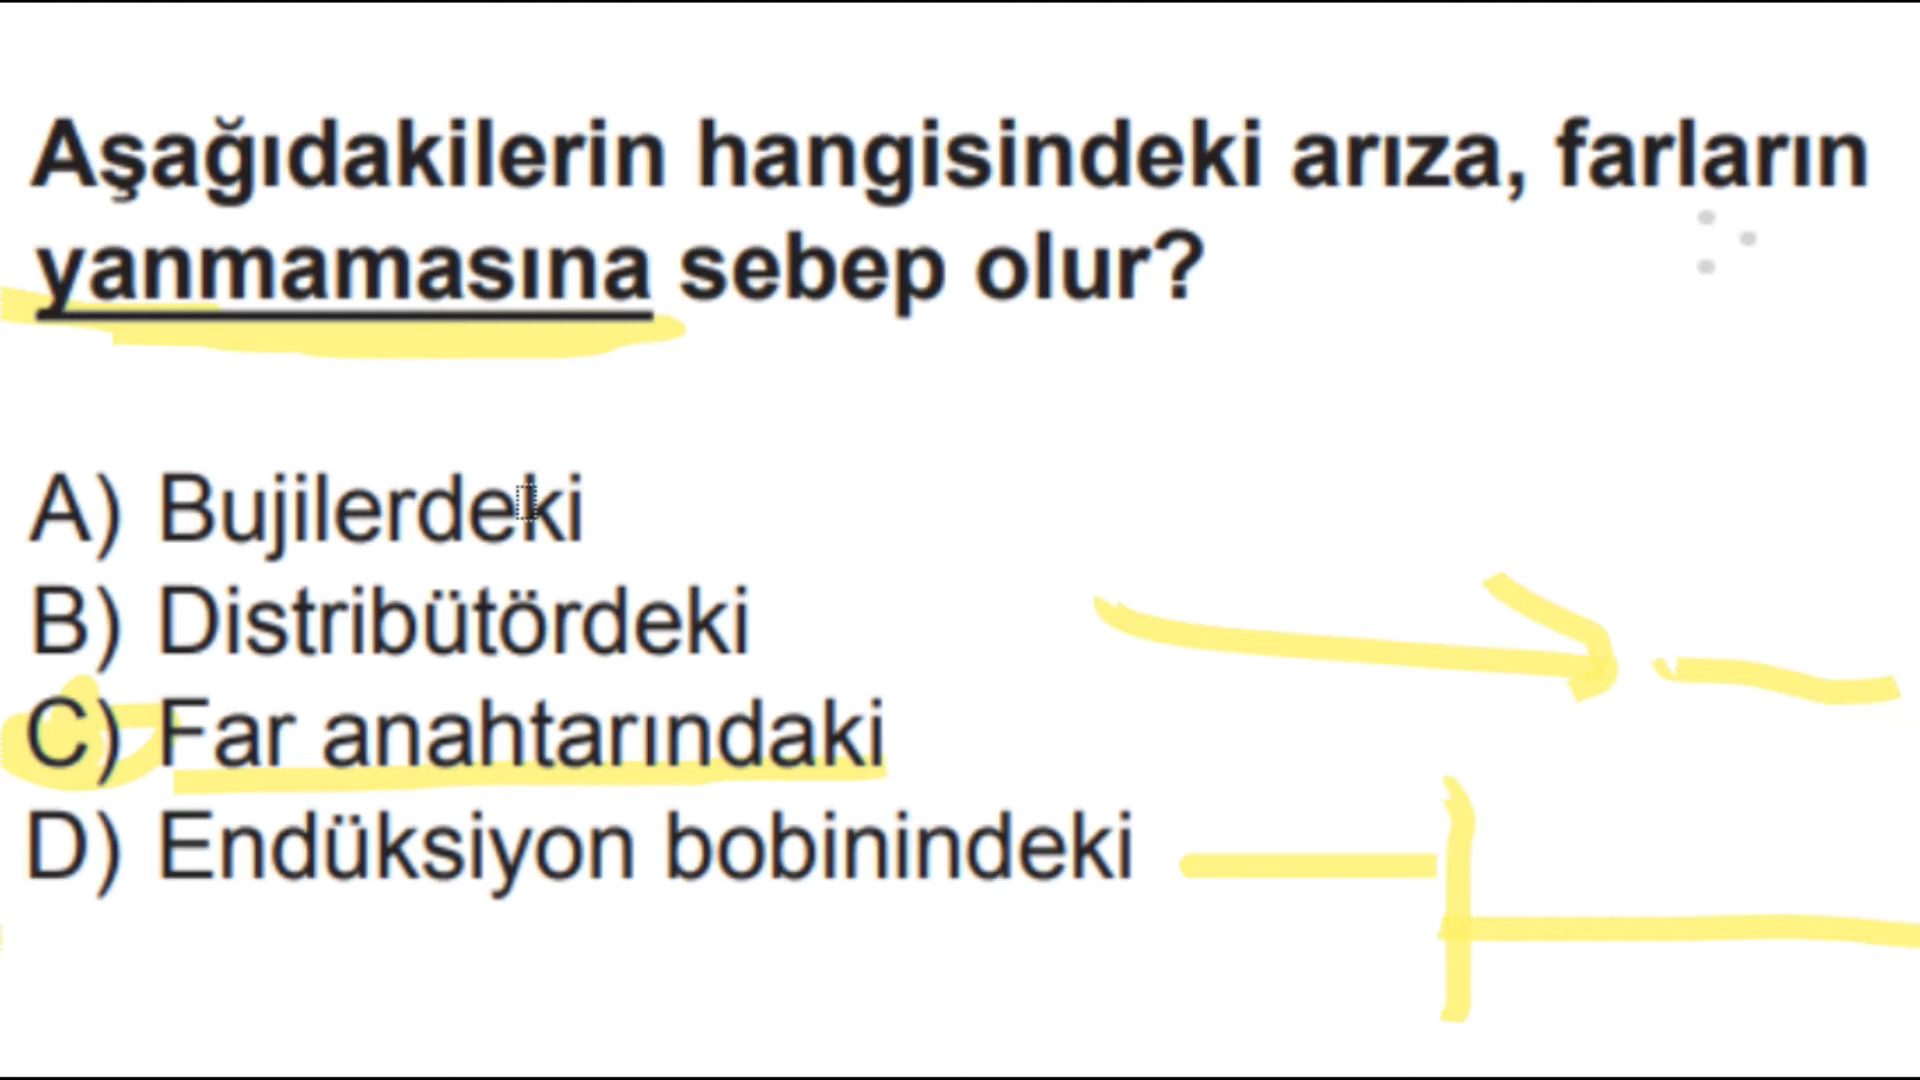 Aşağıdakilerin hangisindeki arıza, farların
yanmamasına sebep olur?
A) Bujilerdeki
B) Distribütördeki
C) Far anahtarındaki
D) Endüksiyon bobinindeki